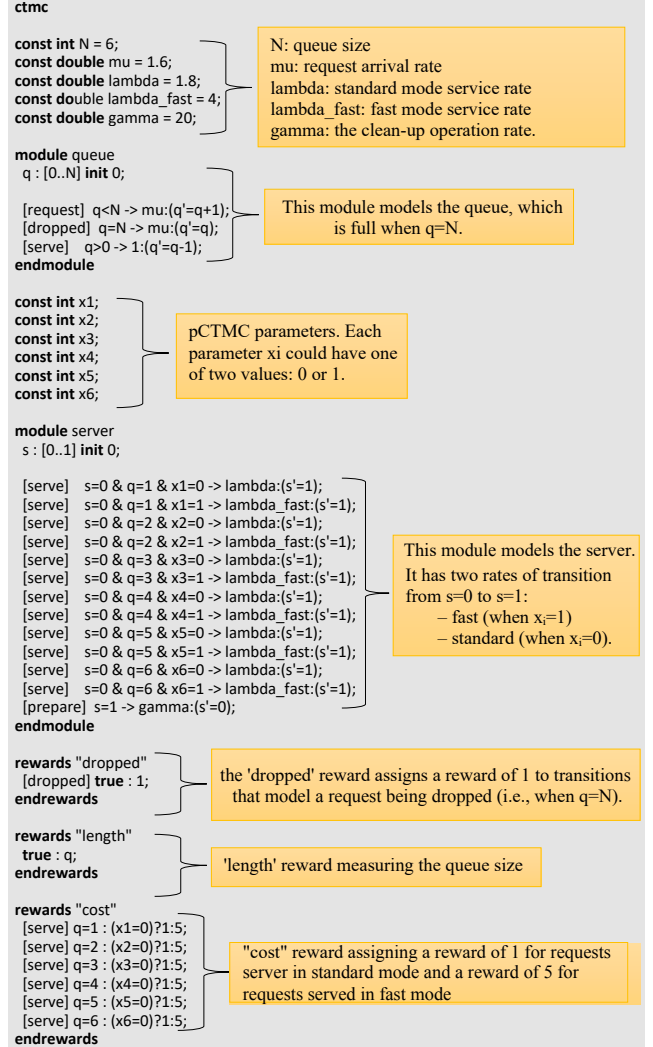 ctmc
const int N = 6;
const double mu = 1.6;
const double lambda = 1.8;
const double lambda_fast = 4;
const double gamma = 20;
N: queue size
mu: request arrival rate
lambda: standard mode service rate
lambda_fast: fast mode service rate
gamma: the clean-up operation rate.
module queue
q : [0..N] init 0;
[request] q<N -> mu:(q'=q+1);
[dropped] q=N -> mu:(q'=q);
[serve] q>0 -> 1:(q'=q-1);
endmodule
This module models the queue, which
is full when q=N.
const int x1;
const int x2;
const int x3;
const int x4;
const int x5;
const int x6;
pCTMC parameters. Each
parameter xi could have one
of two values: 0 or 1.
module server
s : [0..1] init 0;
[serve] s=0 & q=1 & x1=0 -> lambda:(s'=1);
[serve] s=0 & q=1 & x1=1 -> lambda_fast:(s'=1);
[serve] s=0 & q=2 & x2=0 -> lambda:(s'=1);
[serve] s=0 & q=2 & x2=1 -> lambda_fast:(s'=1);
[serve] s=0 & q=3 & x3=0 -> lambda:(s'=1);
[serve] s=0 & q=3 & x3=1 -> lambda_fast:(s'=1);
[serve] s=0 & q=4 & x4=0 -> lambda:(s'=1);
[serve] s=0 & q=4 & x4=1 -> lambda_fast:(s'=1);
[serve] s=0 & q=5 & x5=0 -> lambda:(s'=1);
[serve] s=0 & q=5 & x5=1 -> lambda_fast:(s'=1);
[serve] s=0 & q=6 & x6=0 -> lambda:(s'=1);
[serve] s=0 & q=6 & x6=1 -> lambda_fast:(s'=1);
[prepare] s=1 -> gamma:(s'=0);
endmodule
This module models the server.
It has two rates of transition
from s=0 to s=1:
– fast (when xᵢ=1)
– standard (when xᵢ=0).
rewards "dropped"
[dropped] true : 1;
endrewards
the 'dropped' reward assigns a reward of 1 to transitions
that model a request being dropped (i.e., when q=N).
rewards "length"
true : q;
endrewards
'length' reward measuring the queue size
rewards "cost"
[serve] q=1 : (x1=0)?1:5;
[serve] q=2 : (x2=0)?1:5;
[serve] q=3 : (x3=0)?1:5;
[serve] q=4 : (x4=0)?1:5;
[serve] q=5 : (x5=0)?1:5;
[serve] q=6 : (x6=0)?1:5;
endrewards
"cost" reward assigning a reward of 1 for requests
server in standard mode and a reward of 5 for
requests served in fast mode